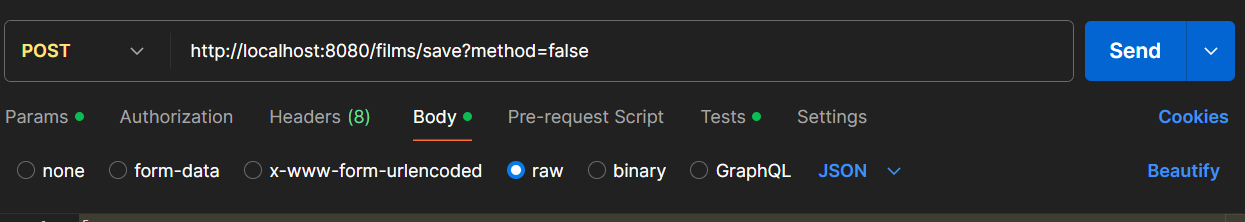 POST http://localhost:8080/films/save?method=false Send
Params Authorization Headers (8) Body Pre-request Script Tests Settings Cookies
none form-data x-www-form-urlencoded raw binary GraphQL JSON Beautify